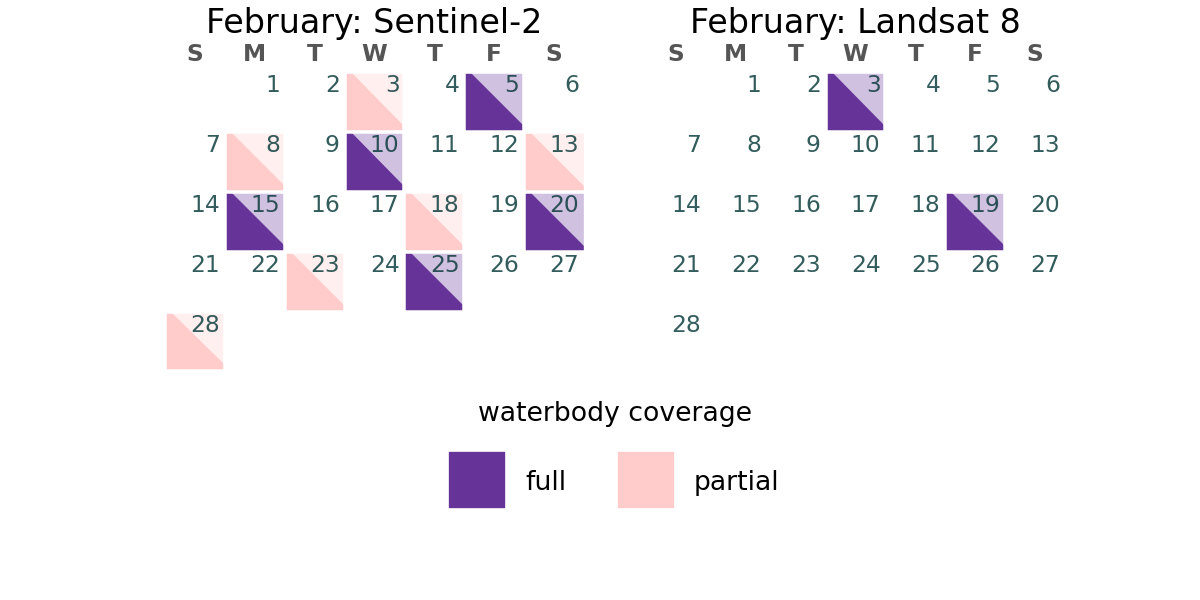 February: Sentinel-2
S M T W T F S
1 2 3 4 5 6
7 8 9 10 11 12 13
14 15 16 17 18 19 20
21 22 23 24 25 26 27
28
February: Landsat 8
S M T W T F S
1 2 3 4 5 6
7 8 9 10 11 12 13
14 15 16 17 18 19 20
21 22 23 24 25 26 27
28
waterbody coverage
full
partial